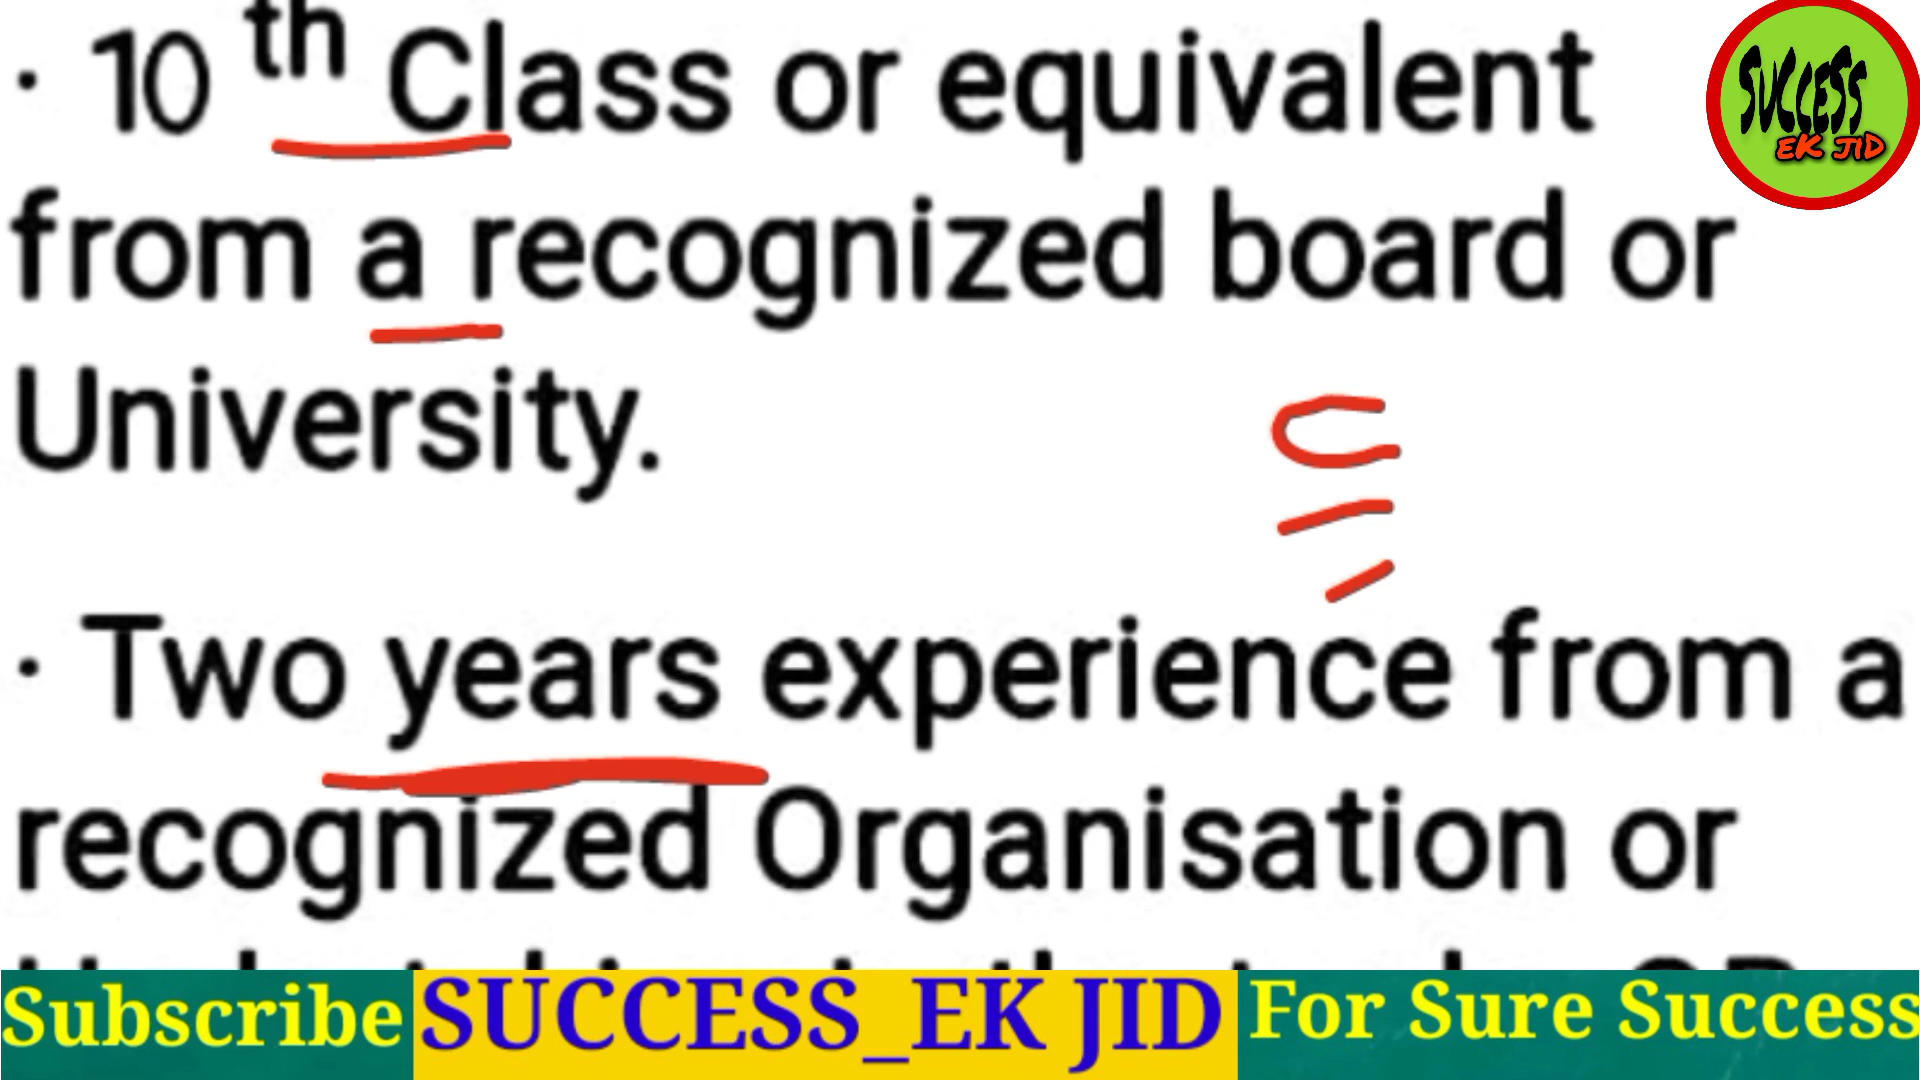 · 10 th Class or equivalent
SUCCESS
EK JID
from a recognized board or
University.
· Two years experience from a
recognized Organisation or
Subscribe SUCCESS_EK JID For Sure Success